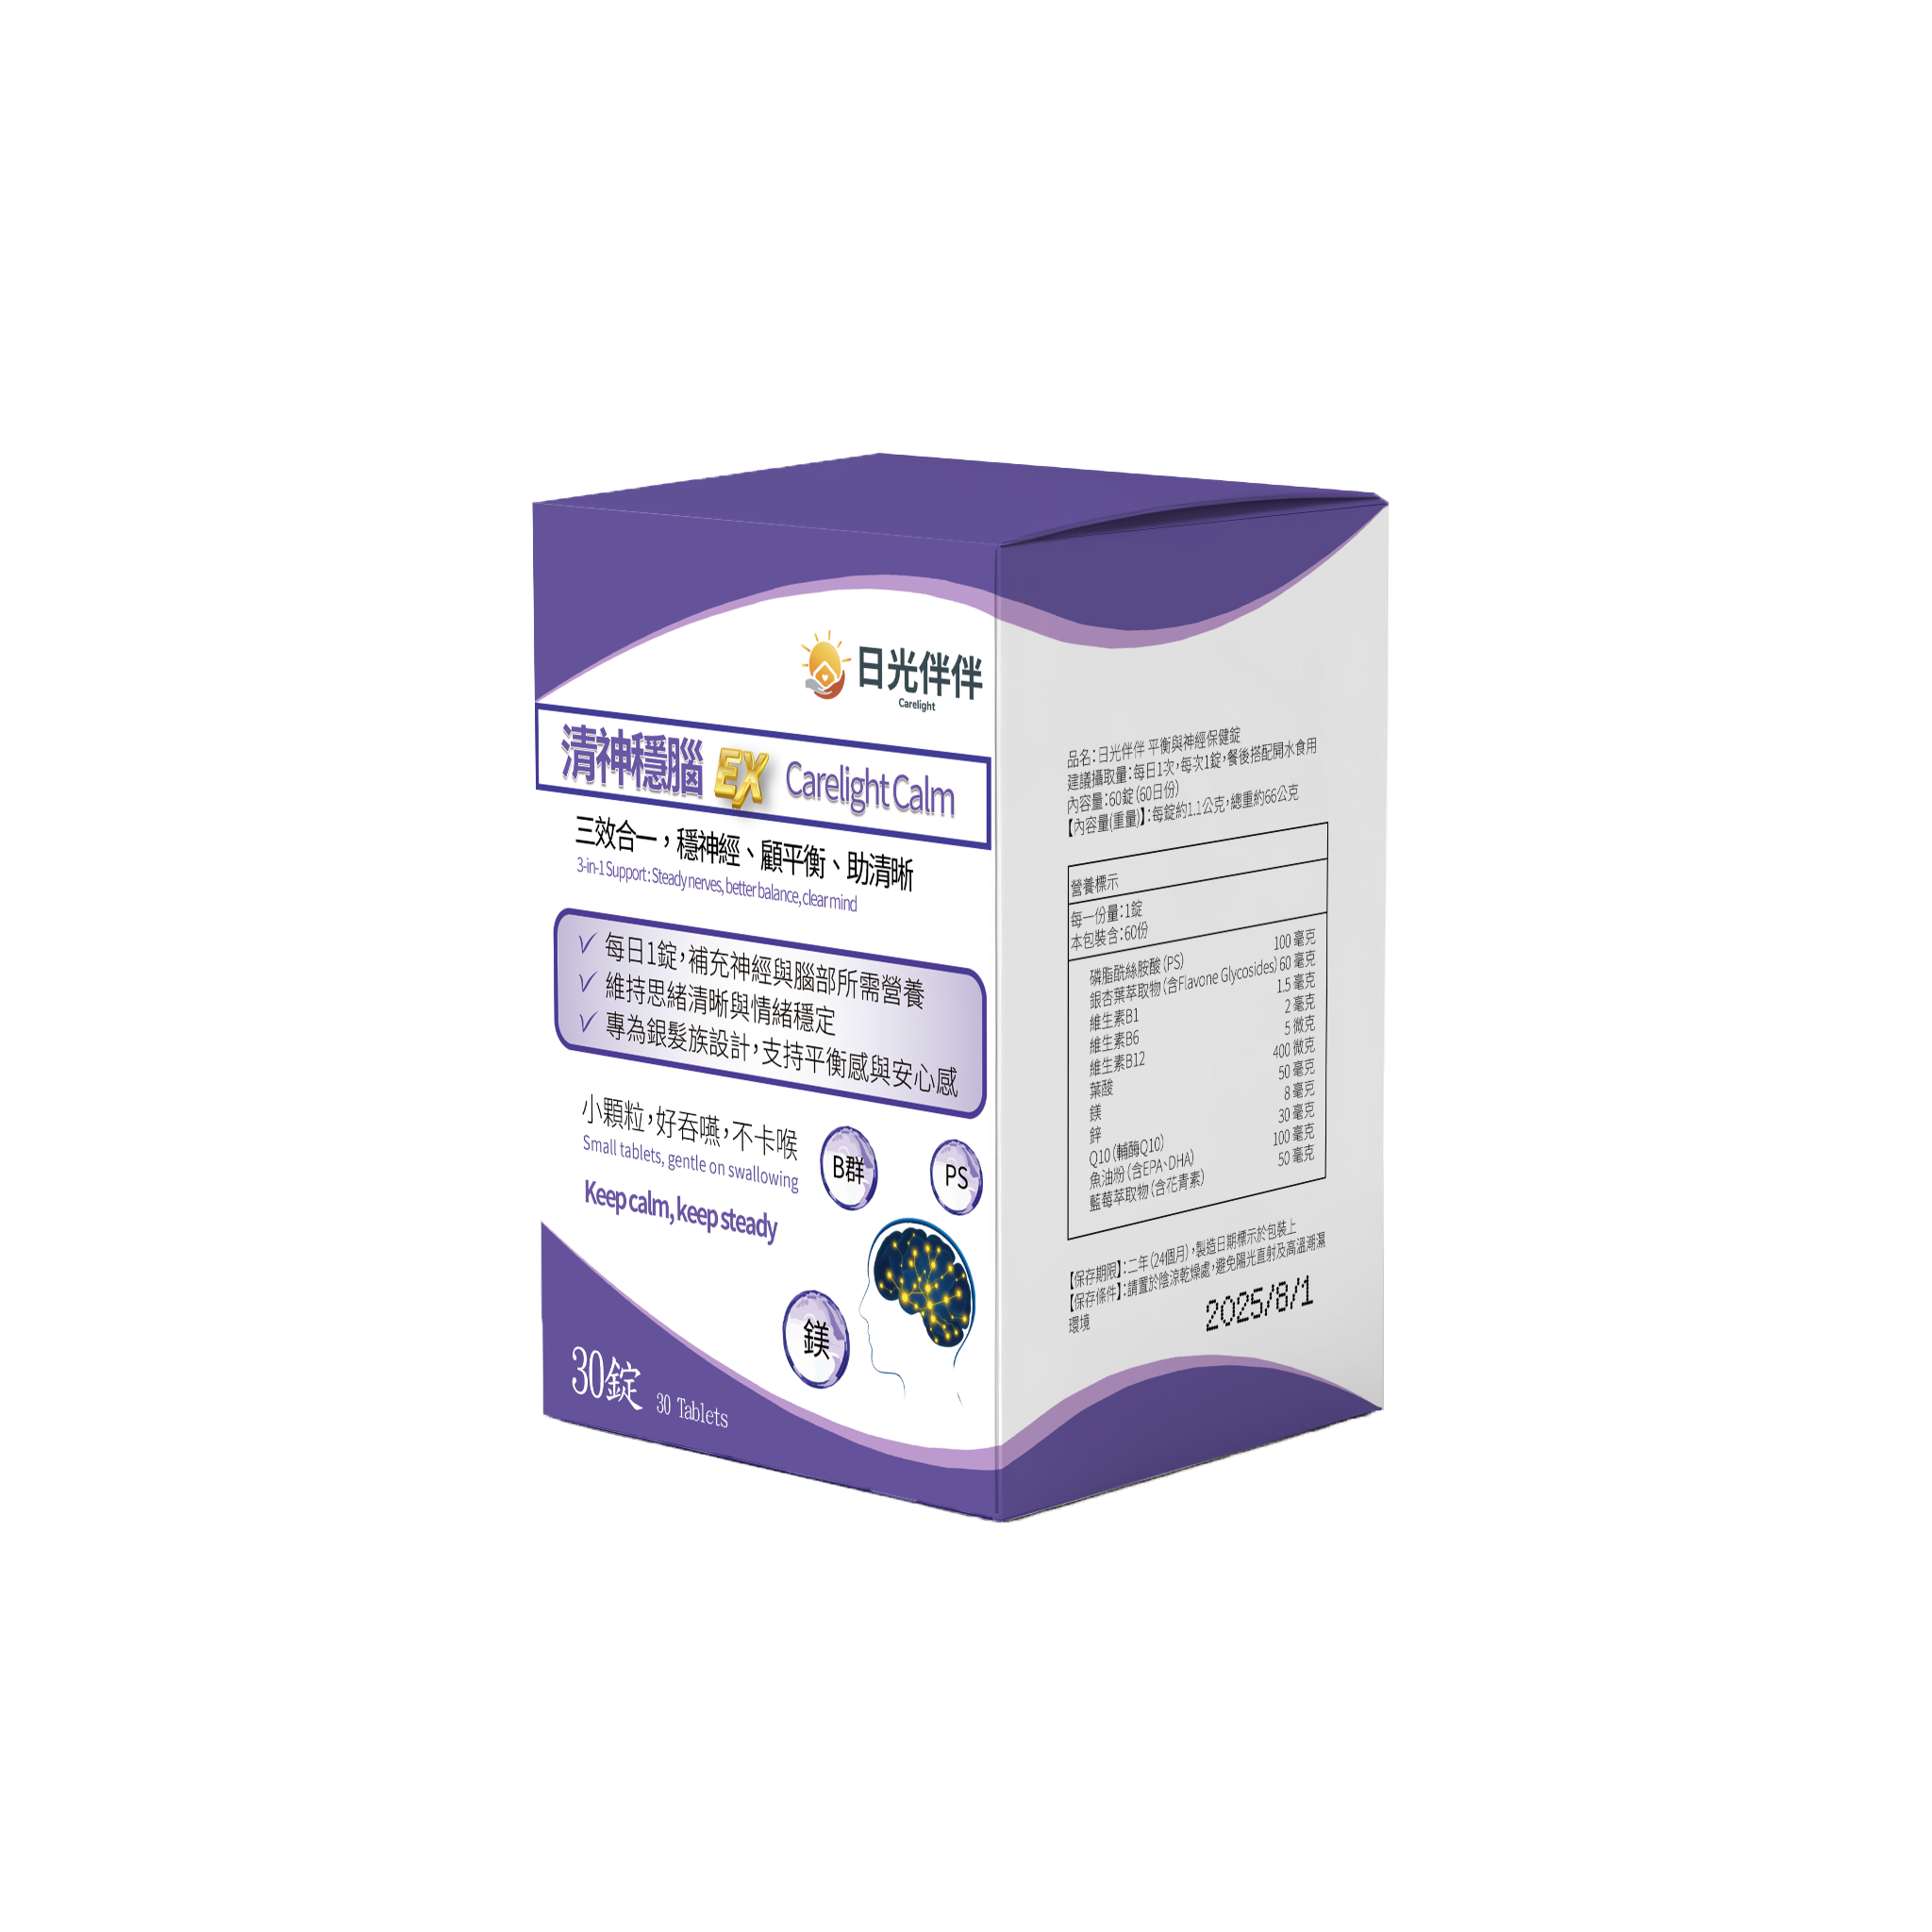 日光伴伴
Carelight
清神穩腦 EX Carelight Calm
三效合一，穩神經、顧平衡、助清晰
3-in-1 Support : Steady nerves, better balance, clear mind
每日1錠，補充神經與腦部所需營養
維持思緒清晰與情緒穩定
專為銀髮族設計，支持平衡感與安心感
小顆粒，好吞嚥，不卡喉
Small tablets, gentle on swallowing
Keep calm, keep steady
B群
PS
鎂
30錠 30 Tablets
品名：日光伴伴 平衡與神經保健錠
建議攝取量：每日1次，每次1錠，餐後搭配開水食用
內容量：60錠（60日份）
【內容量(重量)】：每錠約1.1公克，總重約66公克
營養標示
每一份量：1錠
本包裝含：60份
磷脂酰絲胺酸（PS） 100 毫克
銀杏葉萃取物（含Flavone Glycosides） 60 毫克
維生素B1 1.5 毫克
維生素B6 2 毫克
維生素B12 5 微克
葉酸 400 微克
鎂 50 毫克
鋅 8 毫克
Q10（輔酶Q10） 30 毫克
魚油粉（含EPA、DHA） 100 毫克
藍莓萃取物（含花青素） 50 毫克
【保存期限】：二年（24個月），製造日期標示於包裝上
【保存條件】：請置於陰涼乾燥處，避免陽光直射及高溫潮濕
環境
2025/8/1